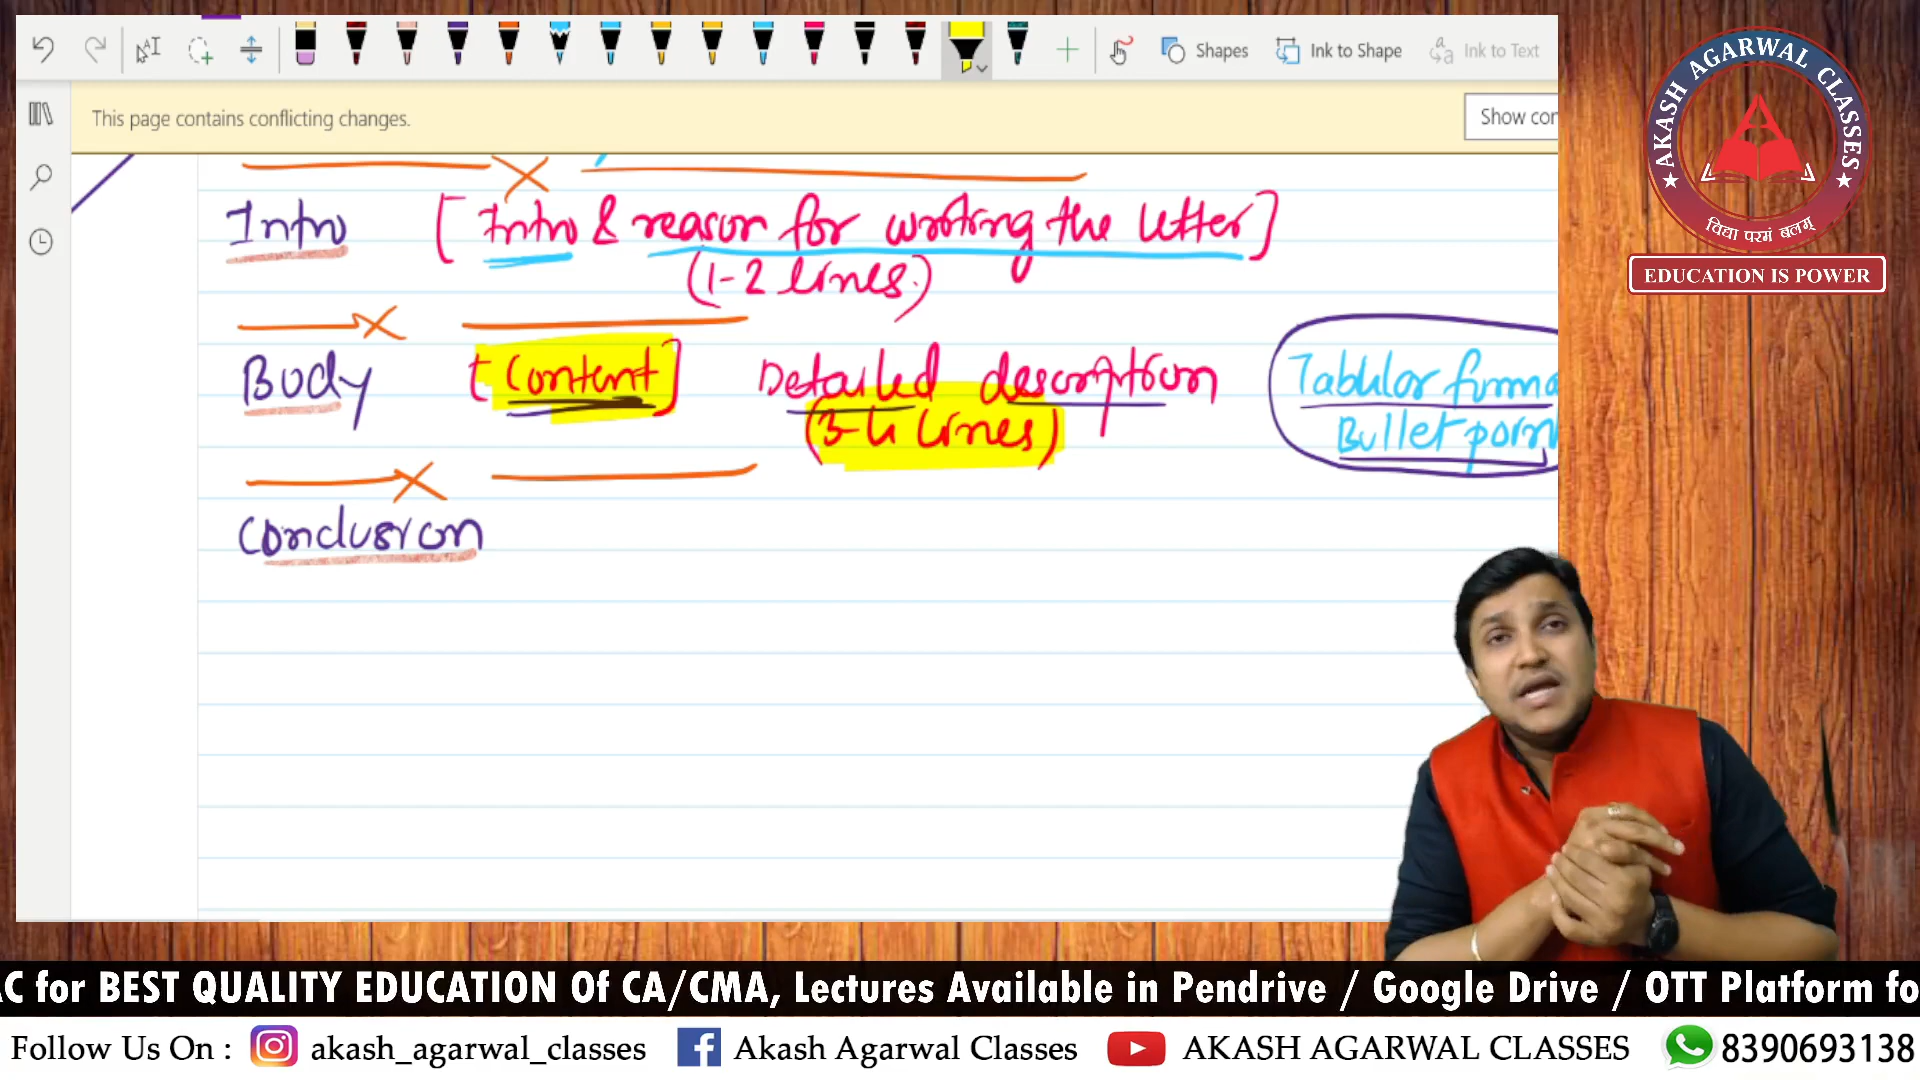 Shapes
Ink to Shape
Ink to Text
This page contains conflicting changes.
Show con
Intro [Intro & reason for writing the letter]
(1-2 lines.)
Body [Content] Detailed description
(3-4 lines)
Tabular forma
Bullet poin
Conclusion
AKASH AGARWAL CLASSES
विद्या परमं बलम्
EDUCATION IS POWER
AC for BEST QUALITY EDUCATION Of CA/CMA, Lectures Available in Pendrive / Google Drive / OTT Platform fo
Follow Us On : akash_agarwal_classes Akash Agarwal Classes AKASH AGARWAL CLASSES 8390693138